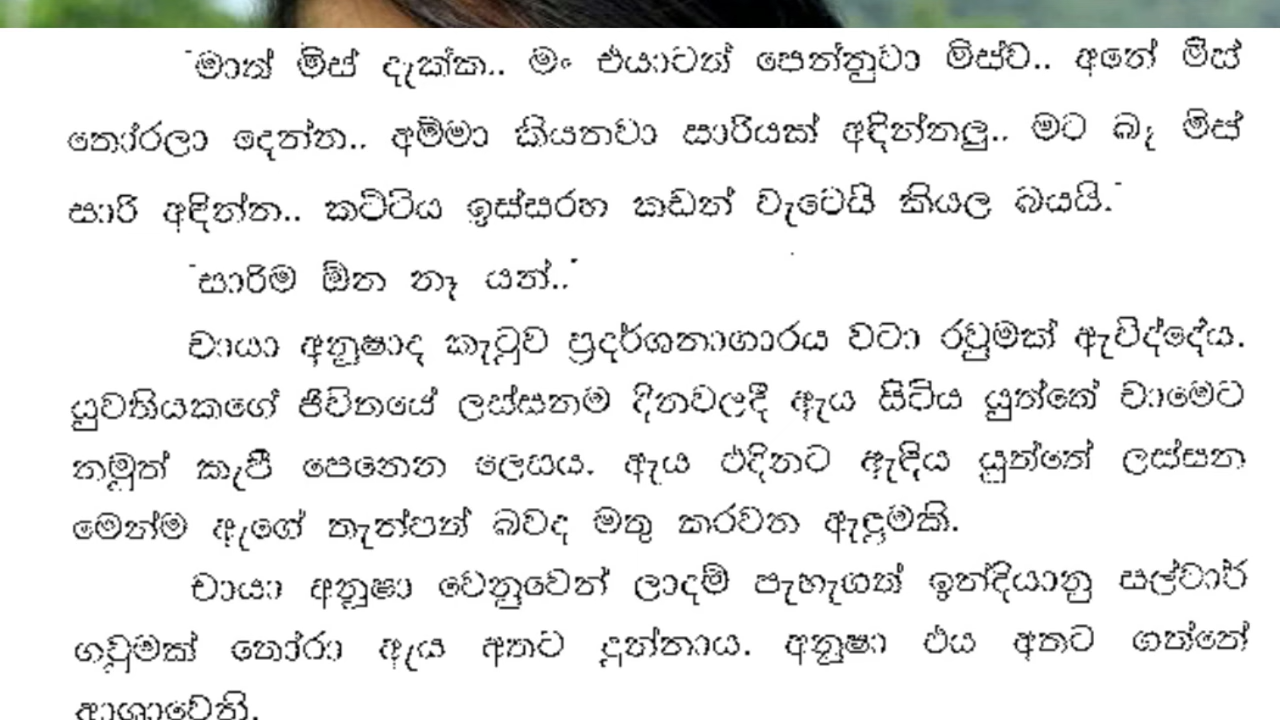 "මාත් මිස් දැක්ක.. මං එයාටත් පෙන්නුවා මිස්ව.. අනේ මිස්
තෝරලා දෙන්න.. අම්මා කියනවා සාරියක් අඳින්නලු.. මට බෑ මිස්
සාරි අඳින්න.. කට්ටිය ඉස්සරහ කඩන් වැටෙයි කියල බයයි."
"සාරිම ඕන නෑ යන්.."
චායා අනුෂාද කැටුව ප්‍රදර්ශනාගාරය වටා රවුමක් ඇවිද්දේය.
යුවතියකගේ ජීවිතයේ ලස්සනම දිනවලදී ඇය සිටිය යුත්තේ චාමෙට
නමුත් කැපී පෙනෙන ලෙසය. ඇය එදිනට ඇඳිය යුත්තේ ලස්සන
මෙන්ම ඇගේ තැන්පත් බවද මතු කරවන ඇඳුමකි.
චායා අනුෂා වෙනුවෙන් ලාදම් පැහැගත් ඉන්දියානු සල්වාර්
ගවුමක් තෝරා ඇය අතට දුන්නාය. අනුෂා එය අතට ගත්තේ
ආශාවෙනි.